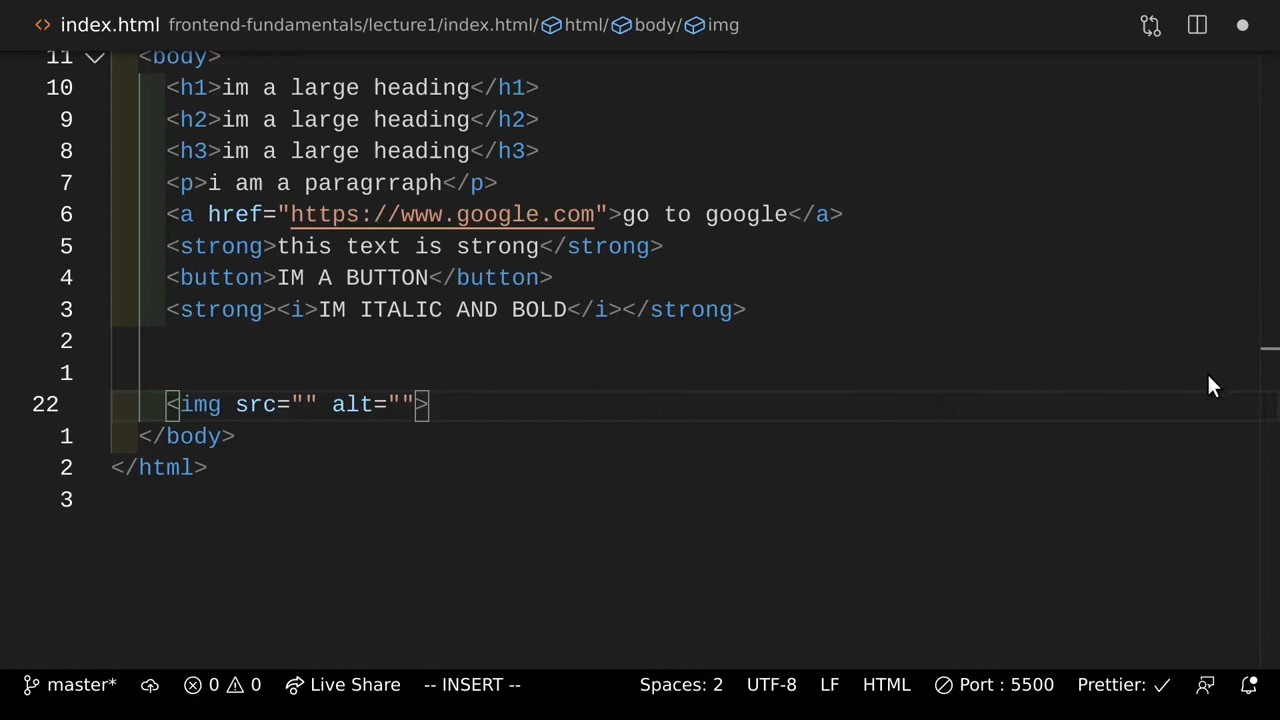 index.html frontend-fundamentals/lecture1/index.html/html/body/img
11 <body>
10 <h1>im a large heading</h1>
9 <h2>im a large heading</h2>
8 <h3>im a large heading</h3>
7 <p>i am a paragrraph</p>
6 <a href="https://www.google.com">go to google</a>
5 <strong>this text is strong</strong>
4 <button>IM A BUTTON</button>
3 <strong><i>IM ITALIC AND BOLD</i></strong>
2
1
22 <img src="" alt="">
1 </body>
2 </html>
3
master* 0 0 Live Share -- INSERT -- Spaces: 2 UTF-8 LF HTML Port : 5500 Prettier: ✓